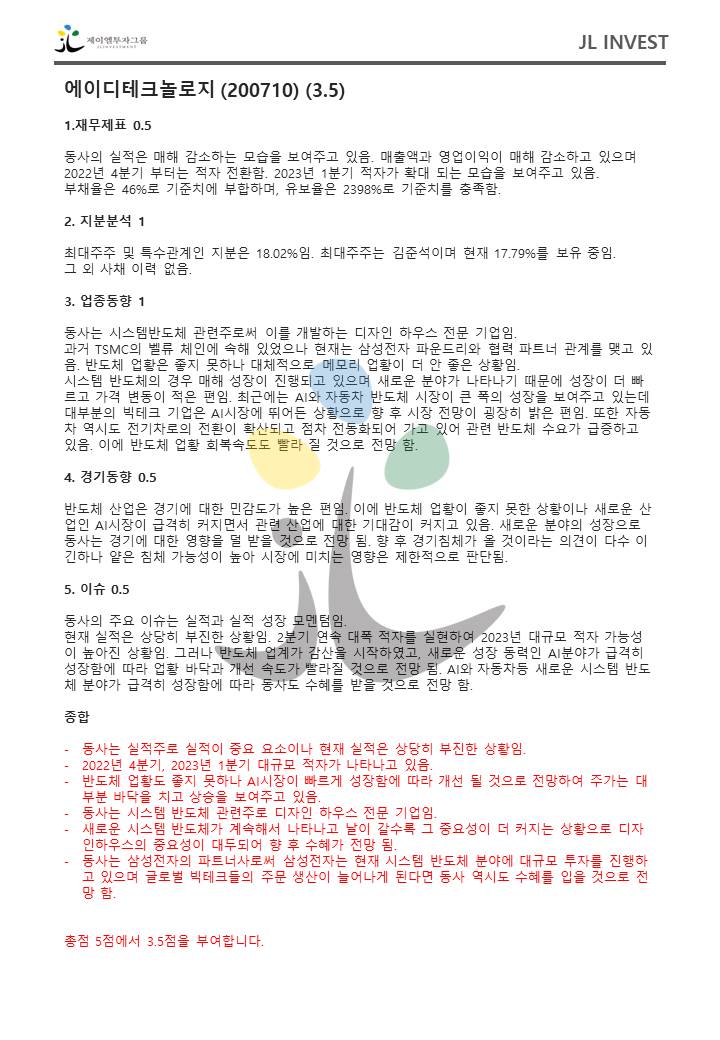 제이엘투자그룹
JL INVESTMENT
JL INVEST
에이디테크놀로지 (200710) (3.5)
1.재무제표 0.5
동사의 실적은 매해 감소하는 모습을 보여주고 있음. 매출액과 영업이익이 매해 감소하고 있으며
2022년 4분기 부터는 적자 전환함. 2023년 1분기 적자가 확대 되는 모습을 보여주고 있음.
부채율은 46%로 기준치에 부합하며, 유보율은 2398%로 기준치를 충족함.
2. 지분분석 1
최대주주 및 특수관계인 지분은 18.02%임. 최대주주는 김준석이며 현재 17.79%를 보유 중임.
그 외 사채 이력 없음.
3. 업종동향 1
동사는 시스템반도체 관련주로써 이를 개발하는 디자인 하우스 전문 기업임.
과거 TSMC의 벨류 체인에 속해 있었으나 현재는 삼성전자 파운드리와 협력 파트너 관계를 맺고 있
음. 반도체 업황은 좋지 못하나 대체적으로 메모리 업황이 더 안 좋은 상황임.
시스템 반도체의 경우 매해 성장이 진행되고 있으며 새로운 분야가 나타나기 때문에 성장이 더 빠
르고 가격 변동이 적은 편임. 최근에는 AI와 자동차 반도체 시장이 큰 폭의 성장을 보여주고 있는데
대부분의 빅테크 기업은 AI시장에 뛰어든 상황으로 향 후 시장 전망이 굉장히 밝은 편임. 또한 자동
차 역시도 전기차로의 전환이 확산되고 점차 전동화되어 가고 있어 관련 반도체 수요가 급증하고
있음. 이에 반도체 업황 회복속도도 빨라 질 것으로 전망 함.
4. 경기동향 0.5
반도체 산업은 경기에 대한 민감도가 높은 편임. 이에 반도체 업황이 좋지 못한 상황이나 새로운 산
업인 AI시장이 급격히 커지면서 관련 산업에 대한 기대감이 커지고 있음. 새로운 분야의 성장으로
동사는 경기에 대한 영향을 덜 받을 것으로 전망 됨. 향 후 경기침체가 올 것이라는 의견이 다수 이
긴하나 얕은 침체 가능성이 높아 시장에 미치는 영향은 제한적으로 판단됨.
5. 이슈 0.5
동사의 주요 이슈는 실적과 실적 성장 모멘텀임.
현재 실적은 상당히 부진한 상황임. 2분기 연속 대폭 적자를 실현하여 2023년 대규모 적자 가능성
이 높아진 상황임. 그러나 반도체 업계가 감산을 시작하였고, 새로운 성장 동력인 AI분야가 급격히
성장함에 따라 업황 바닥과 개선 속도가 빨라질 것으로 전망 됨. AI와 자동차등 새로운 시스템 반도
체 분야가 급격히 성장함에 따라 동사도 수혜를 받을 것으로 전망 함.
종합
- 동사는 실적주로 실적이 중요 요소이나 현재 실적은 상당히 부진한 상황임.
- 2022년 4분기, 2023년 1분기 대규모 적자가 나타나고 있음.
- 반도체 업황도 좋지 못하나 AI시장이 빠르게 성장함에 따라 개선 될 것으로 전망하여 주가는 대
부분 바닥을 치고 상승을 보여주고 있음.
- 동사는 시스템 반도체 관련주로 디자인 하우스 전문 기업임.
- 새로운 시스템 반도체가 계속해서 나타나고 날이 갈수록 그 중요성이 더 커지는 상황으로 디자
인하우스의 중요성이 대두되어 향 후 수혜가 전망 됨.
- 동사는 삼성전자의 파트너사로써 삼성전자는 현재 시스템 반도체 분야에 대규모 투자를 진행하
고 있으며 글로벌 빅테크들의 주문 생산이 늘어나게 된다면 동사 역시도 수혜를 입을 것으로 전
망 함.
총점 5점에서 3.5점을 부여합니다.